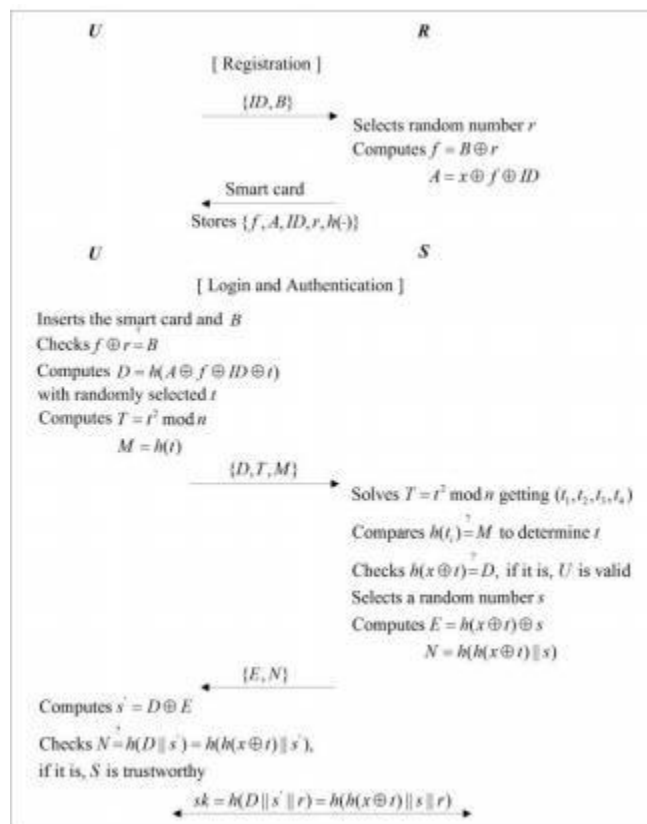 U R
[ Registration ]
{ID, B}
Selects random number r
Computes f = B ⊕ r
A = x ⊕ f ⊕ ID
Smart card
Stores {f, A, ID, r, h(·)}
U S
[ Login and Authentication ]
Inserts the smart card and B
Checks f ⊕ r ≟ B
Computes D = h(A ⊕ f ⊕ ID ⊕ t)
with randomly selected t
Computes T = t² mod n
M = h(t)
{D, T, M}
Solves T = t² mod n getting (t₁, t₂, t₃, t₄)
Compares h(tᵢ) ≟ M to determine t
Checks h(x ⊕ t) ≟ D, if it is, U is valid
Selects a random number s
Computes E = h(x ⊕ t) ⊕ s
N = h(h(x ⊕ t) || s)
{E, N}
Computes s' = D ⊕ E
Checks N ≟ h(D || s') = h(h(x ⊕ t) || s'),
if it is, S is trustworthy
sk = h(D || s' || r) = h(h(x ⊕ t) || s || r)